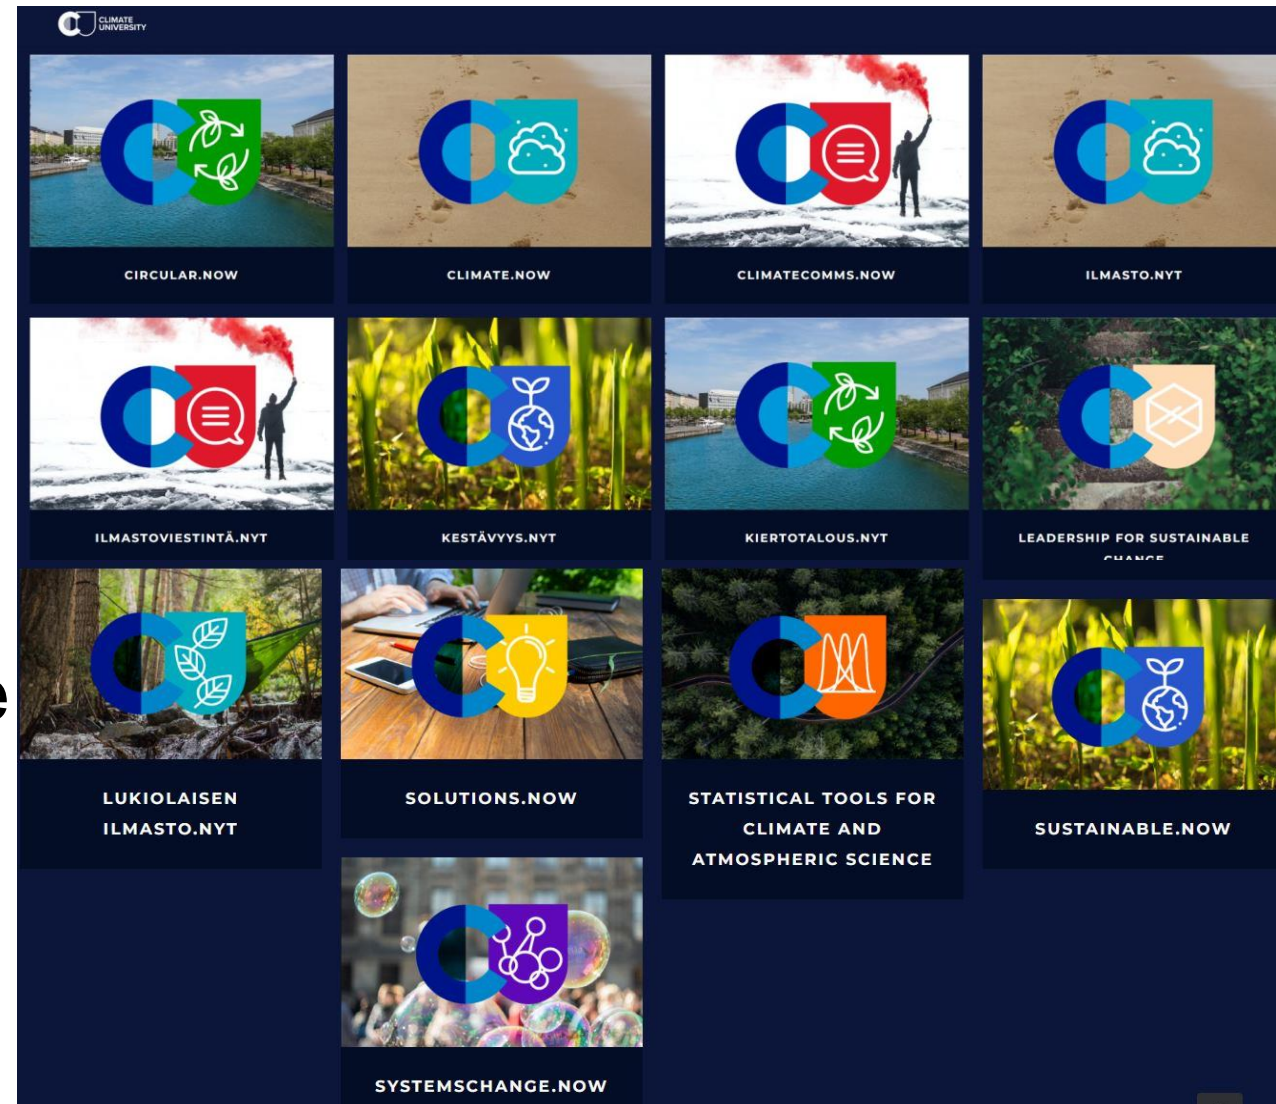 CLIMATE
UNIVERSITY
CIRCULAR.NOW
CLIMATE.NOW
CLIMATECOMMS.NOW
ILMASTO.NYT
ILMASTOVIESTINTÄ.NYT
KESTÄVYYS.NYT
KIERTOTALOUS.NYT
LEADERSHIP FOR SUSTAINABLE
CHANGE
e
LUKIOLAISEN
ILMASTO.NYT
SOLUTIONS.NOW
STATISTICAL TOOLS FOR
CLIMATE AND
ATMOSPHERIC SCIENCE
SUSTAINABLE.NOW
SYSTEMSCHANGE.NOW